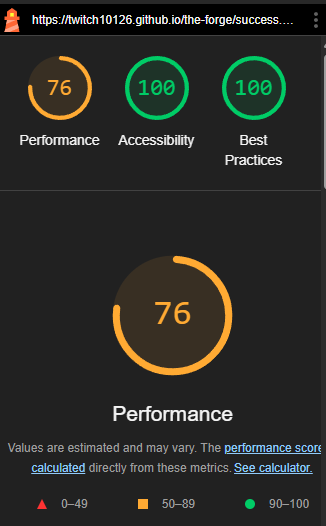 https://twitch10126.github.io/the-forge/success....
76
100
100
Performance
Accessibility
Best
Practices
76
Performance
Values are estimated and may vary. The performance score
calculated directly from these metrics. See calculator.
0–49
50–89
90–100